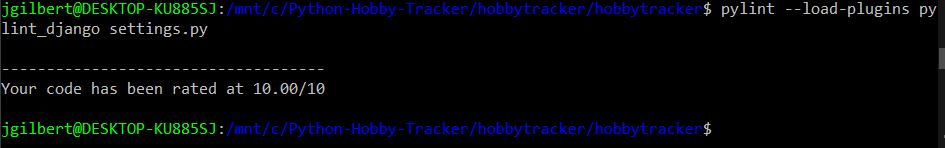 jgilbert@DESKTOP-KU885SJ:/mnt/c/Python-Hobby-Tracker/hobbytracker/hobbytracker$ pylint --load-plugins py
lint_django settings.py
------------------------------------
Your code has been rated at 10.00/10
jgilbert@DESKTOP-KU885SJ:/mnt/c/Python-Hobby-Tracker/hobbytracker/hobbytracker$